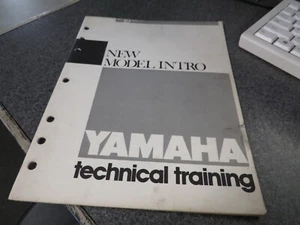 NEW
MODEL INTRO
YAMAHA
technical training